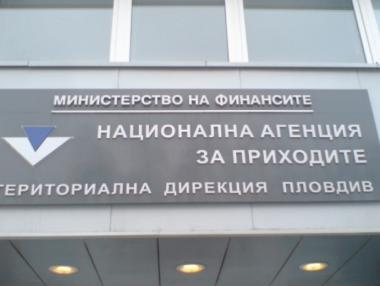 МИНИСТЕРСТВО НА ФИНАНСИТЕ
НАЦИОНАЛНА АГЕНЦИЯ
ЗА ПРИХОДИТЕ
ТЕРИТОРИАЛНА ДИРЕКЦИЯ ПЛОВДИВ